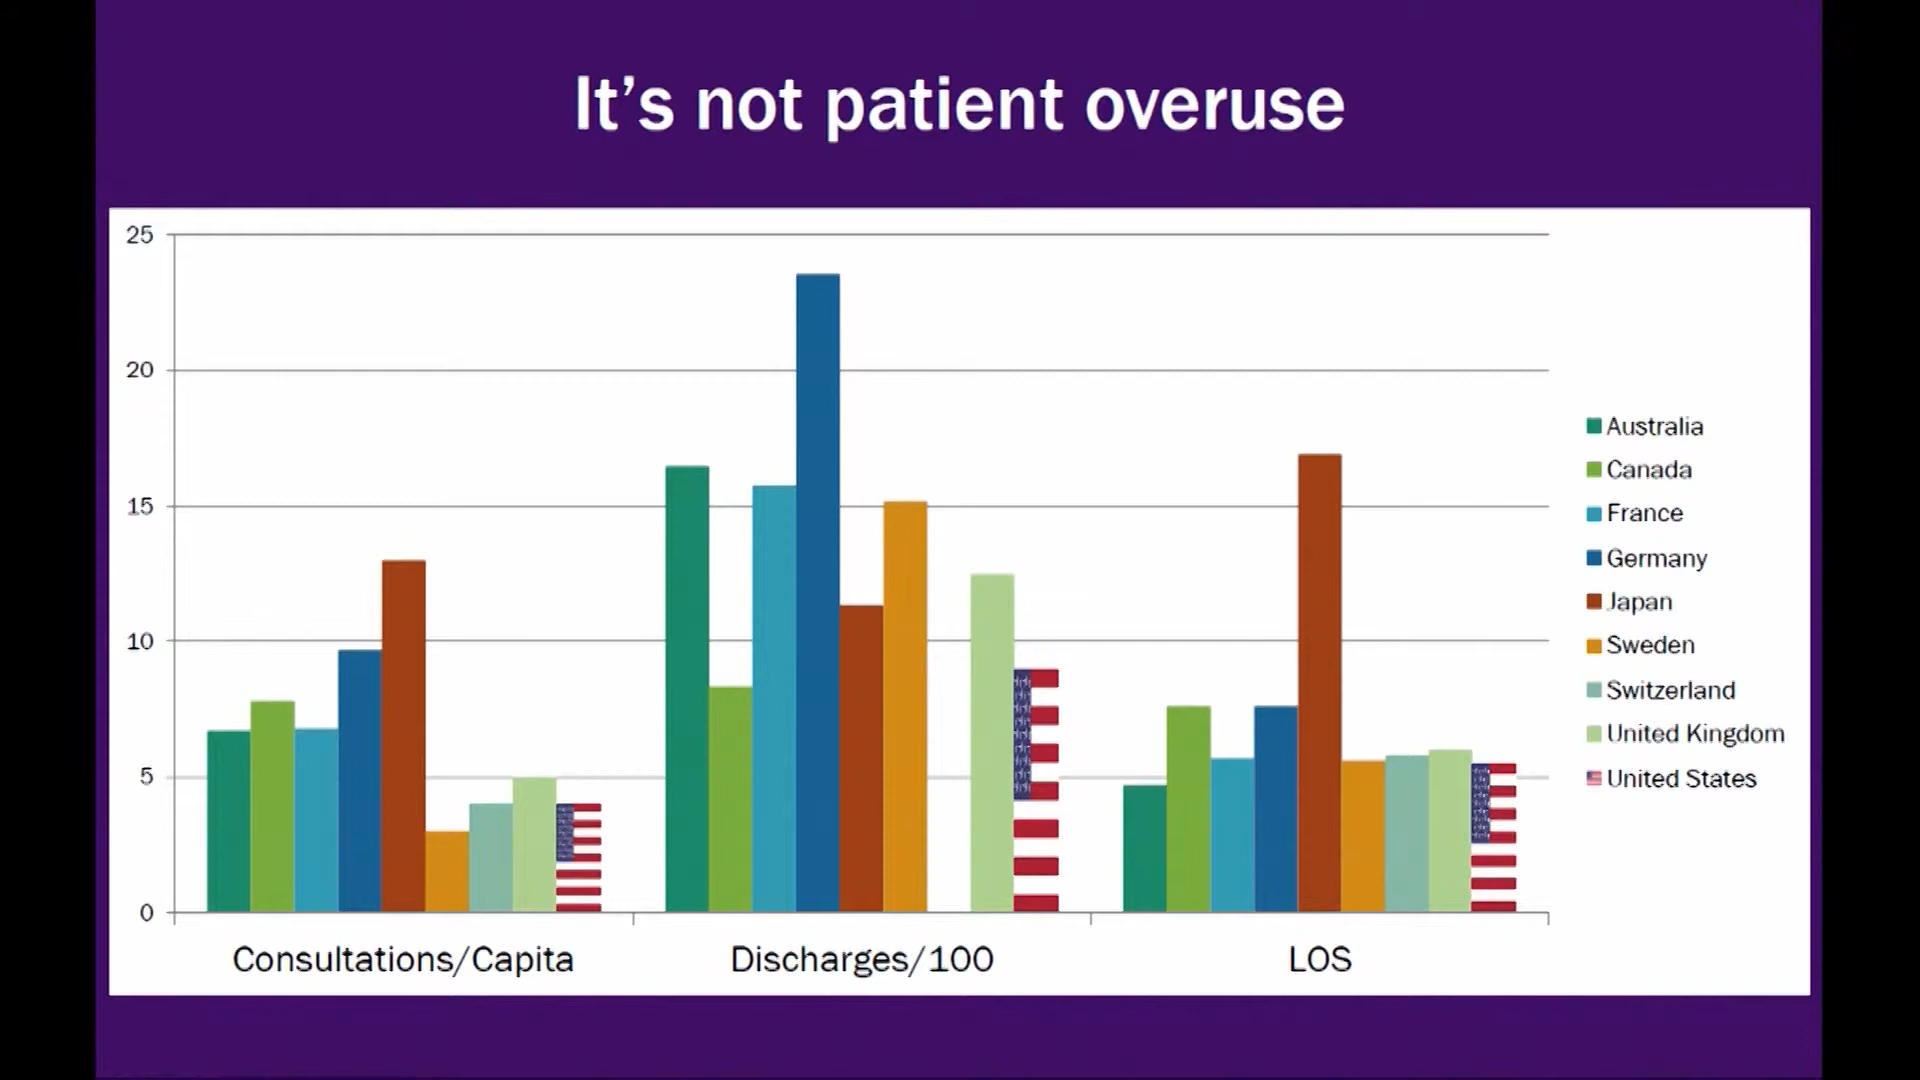 It's not patient overuse
25
20
15
10
5
0
Consultations/Capita
Discharges/100
LOS
Australia
Canada
France
Germany
Japan
Sweden
Switzerland
United Kingdom
United States